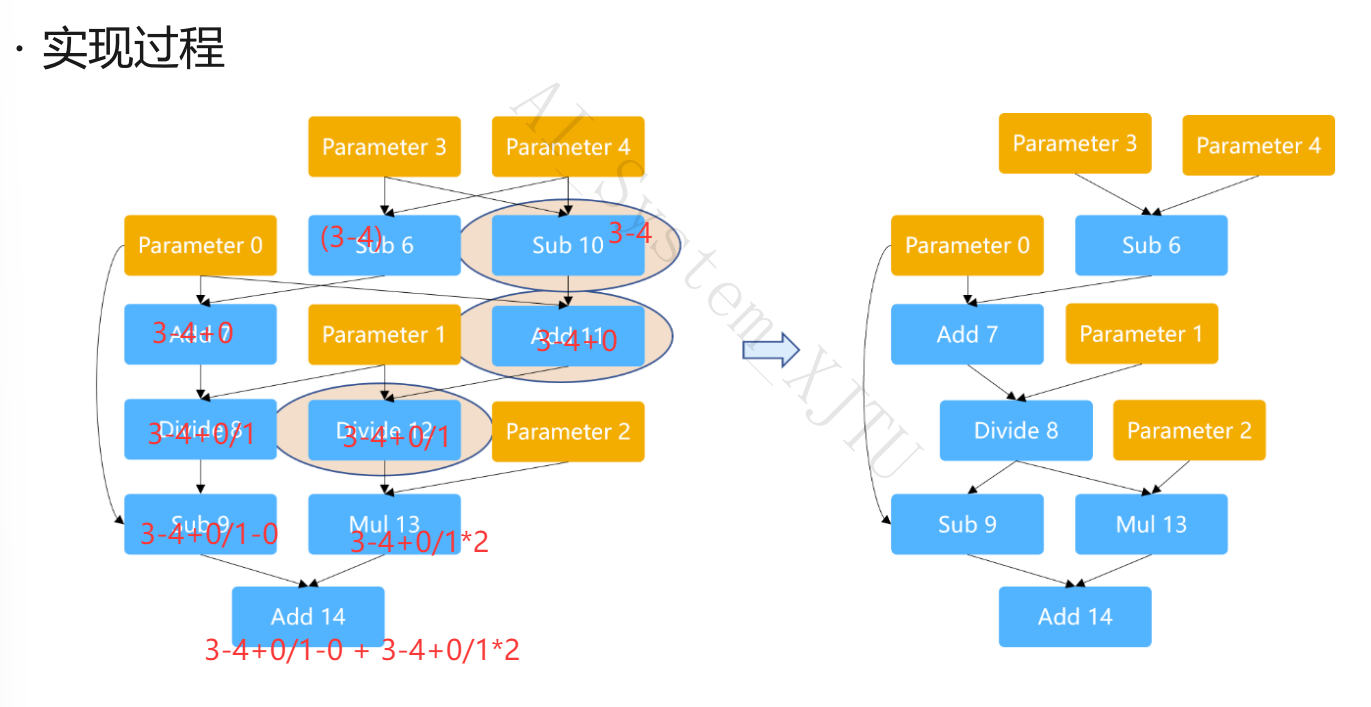 · 实现过程
Parameter 3
Parameter 4
Parameter 0
(3-4)
Sub 6
Sub 10
3-4
Add 7
3-4+0
Parameter 1
Add 11
3-4+0
Divide 8
3-4+0/1
Divide 12
3-4+0/1
Parameter 2
Sub 9
3-4+0/1-0
Mul 13
3-4+0/1*2
Add 14
3-4+0/1-0 + 3-4+0/1*2
AI_System_XJTU
Parameter 3
Parameter 4
Parameter 0
Sub 6
Add 7
Parameter 1
Divide 8
Parameter 2
Sub 9
Mul 13
Add 14